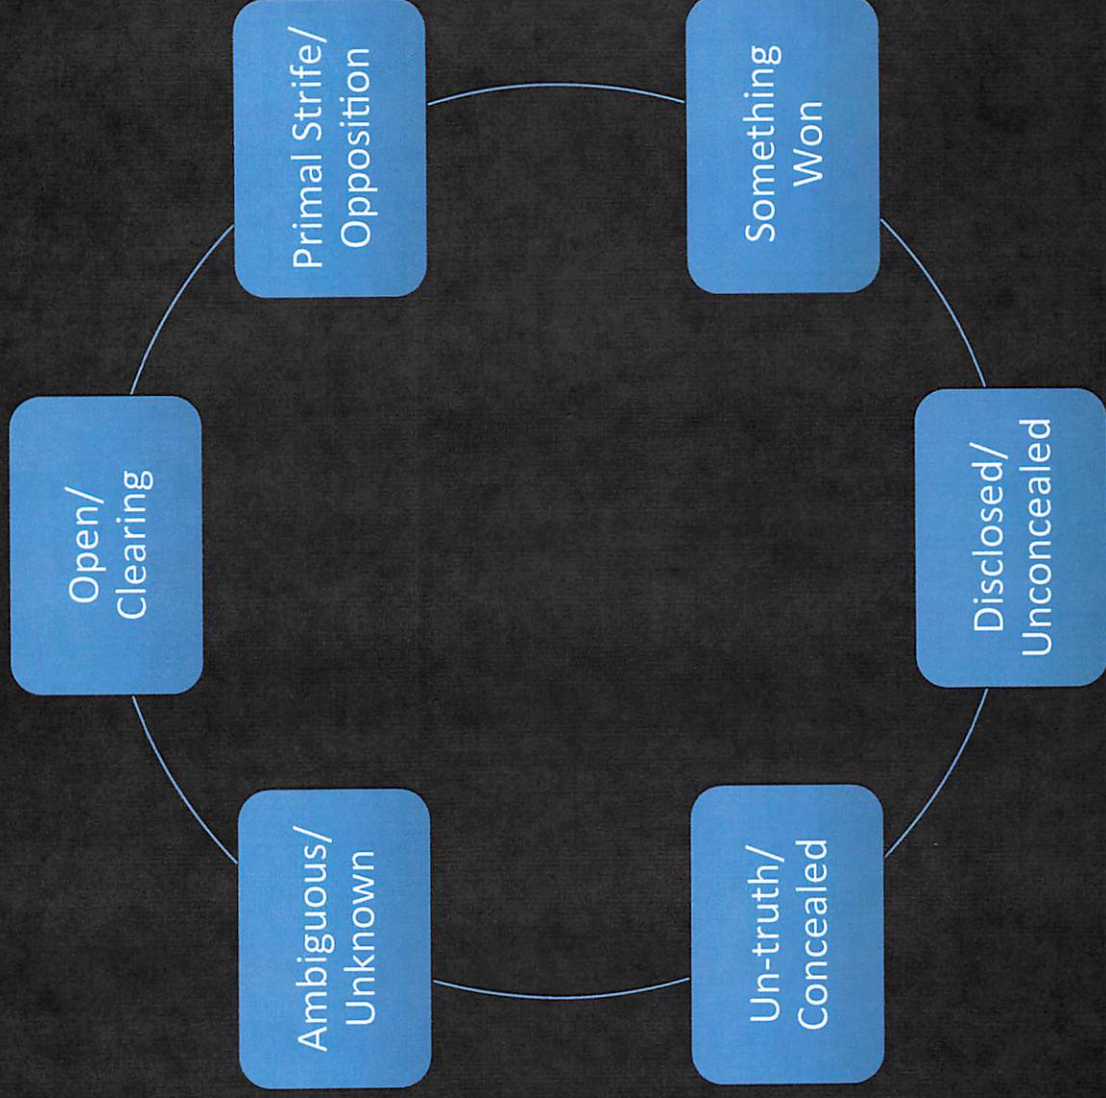 Open/
Clearing
Primal Strife/
Opposition
Something
Won
Disclosed/
Unconcealed
Un-truth/
Concealed
Ambiguous/
Unknown